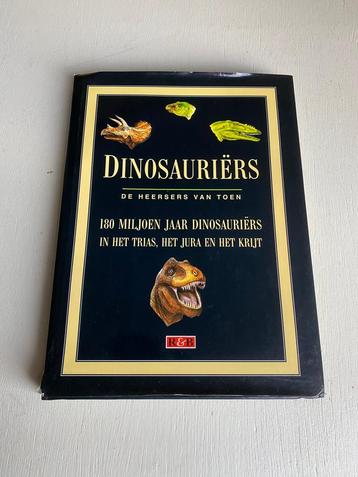 DINOSAURIËRS
DE HEERSERS VAN TOEN
180 MILJOEN JAAR DINOSAURIËRS
IN HET TRIAS, HET JURA EN HET KRIJT
R&B